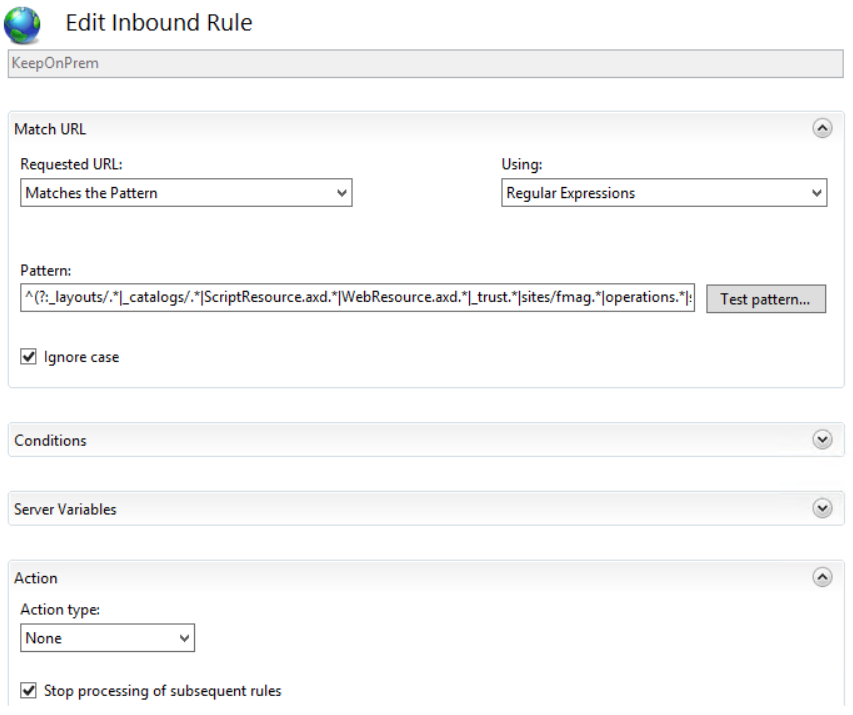 Edit Inbound Rule
KeepOnPrem
Match URL
Requested URL: Using:
Matches the Pattern Regular Expressions
Pattern:
^(?:_layouts/.*|_catalogs/.*|ScriptResource.axd.*|WebResource.axd.*|_trust.*|sites/fmag.*|operations.*| Test pattern...
Ignore case
Conditions
Server Variables
Action
Action type:
None
Stop processing of subsequent rules